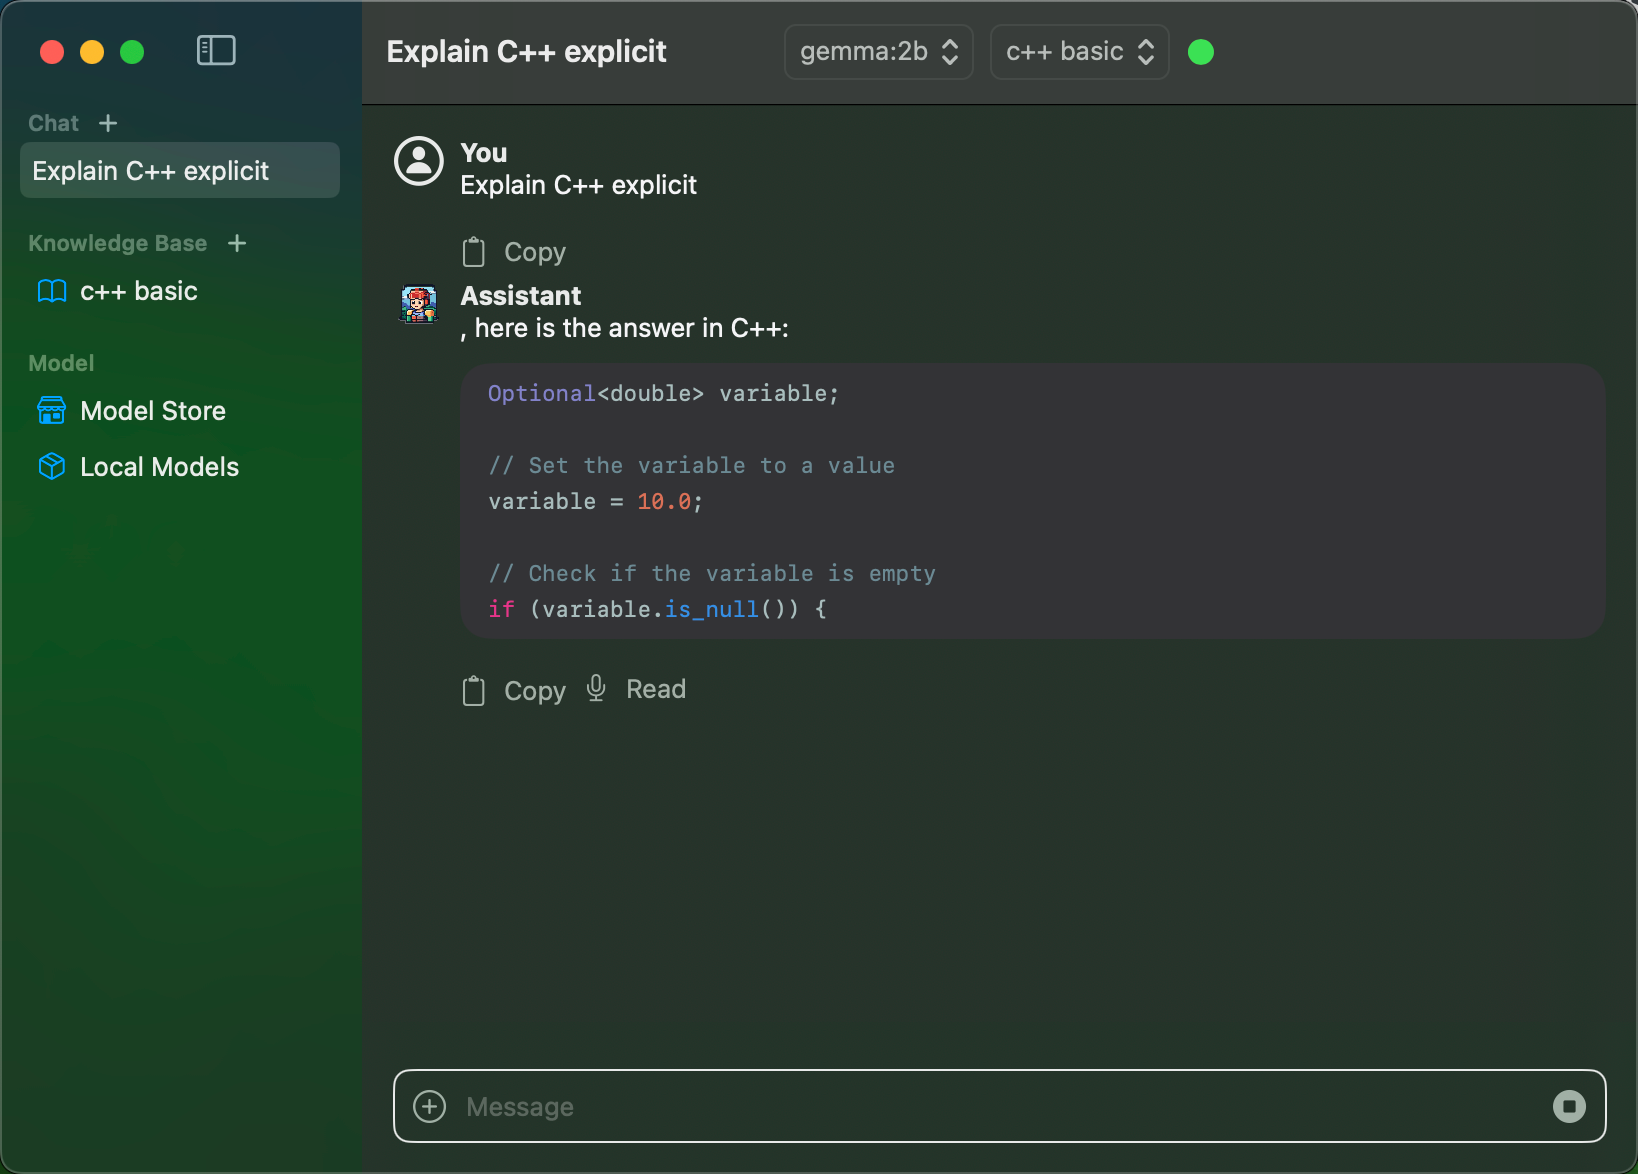 Explain C++ explicit
gemma:2b
c++ basic
Chat
Explain C++ explicit
Knowledge Base
c++ basic
Model
Model Store
Local Models
You
Explain C++ explicit
Copy
Assistant
, here is the answer in C++:
Optional<double> variable;
// Set the variable to a value
variable = 10.0;
// Check if the variable is empty
if (variable.is_null()) {
Copy
Read
Message